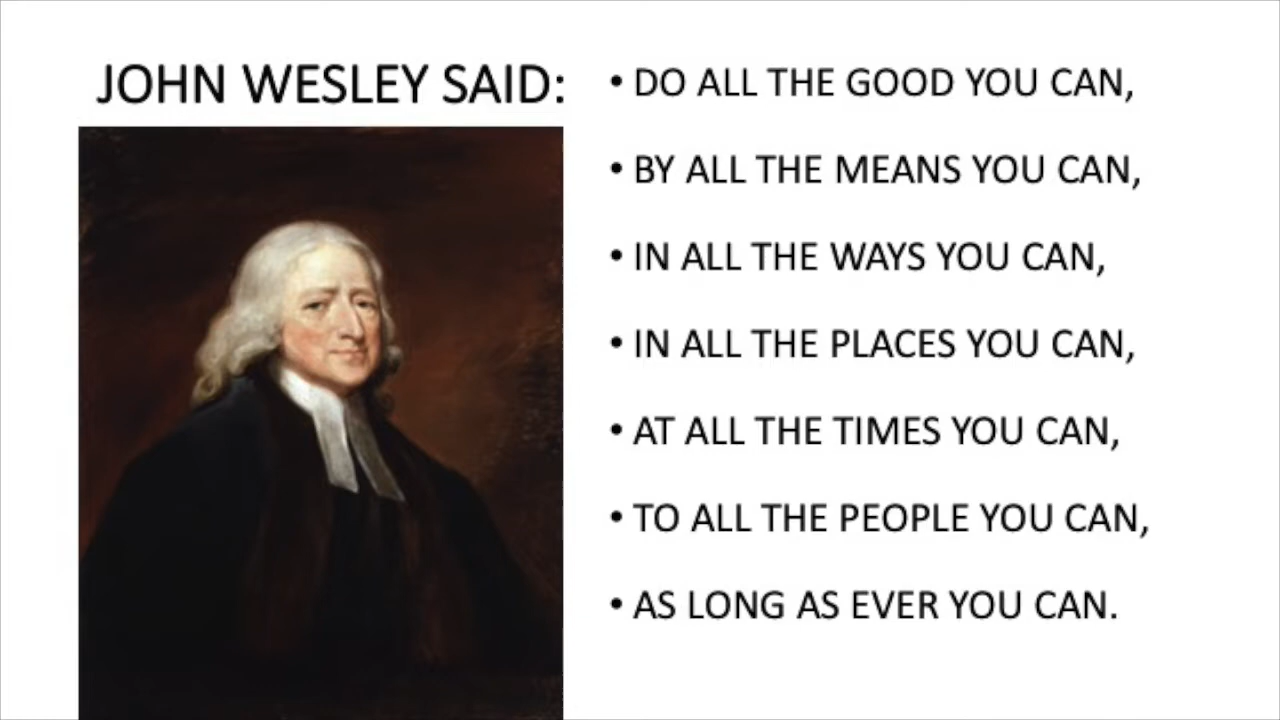 JOHN WESLEY SAID:
• DO ALL THE GOOD YOU CAN,
• BY ALL THE MEANS YOU CAN,
• IN ALL THE WAYS YOU CAN,
• IN ALL THE PLACES YOU CAN,
• AT ALL THE TIMES YOU CAN,
• TO ALL THE PEOPLE YOU CAN,
• AS LONG AS EVER YOU CAN.